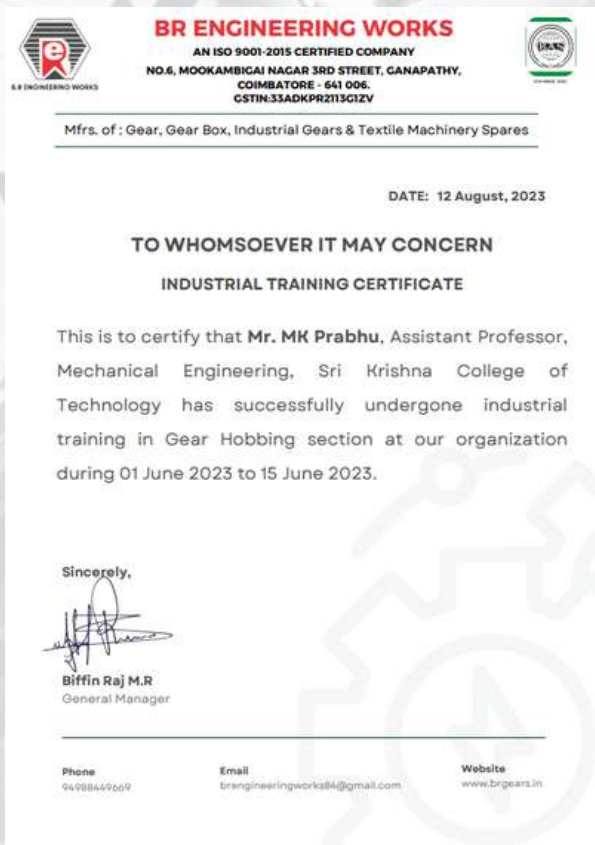 BR ENGINEERING WORKS
AN ISO 9001-2015 CERTIFIED COMPANY
NO.6, MOOKAMBIGAI NAGAR 3RD STREET, GANAPATHY,
COIMBATORE - 641 006.
GSTIN:33ADKPR2113G1ZV
B.R ENGINEERING WORKS
Mfrs. of : Gear, Gear Box, Industrial Gears & Textile Machinery Spares
DATE: 12 August, 2023
TO WHOMSOEVER IT MAY CONCERN
INDUSTRIAL TRAINING CERTIFICATE
This is to certify that Mr. MK Prabhu, Assistant Professor,
Mechanical Engineering, Sri Krishna College of
Technology has successfully undergone industrial
training in Gear Hobbing section at our organization
during 01 June 2023 to 15 June 2023.
Sincerely,
Biffin Raj M.R
General Manager
Phone Email Website
94988449669 brengineeringworks84@gmail.com www.brgears.in